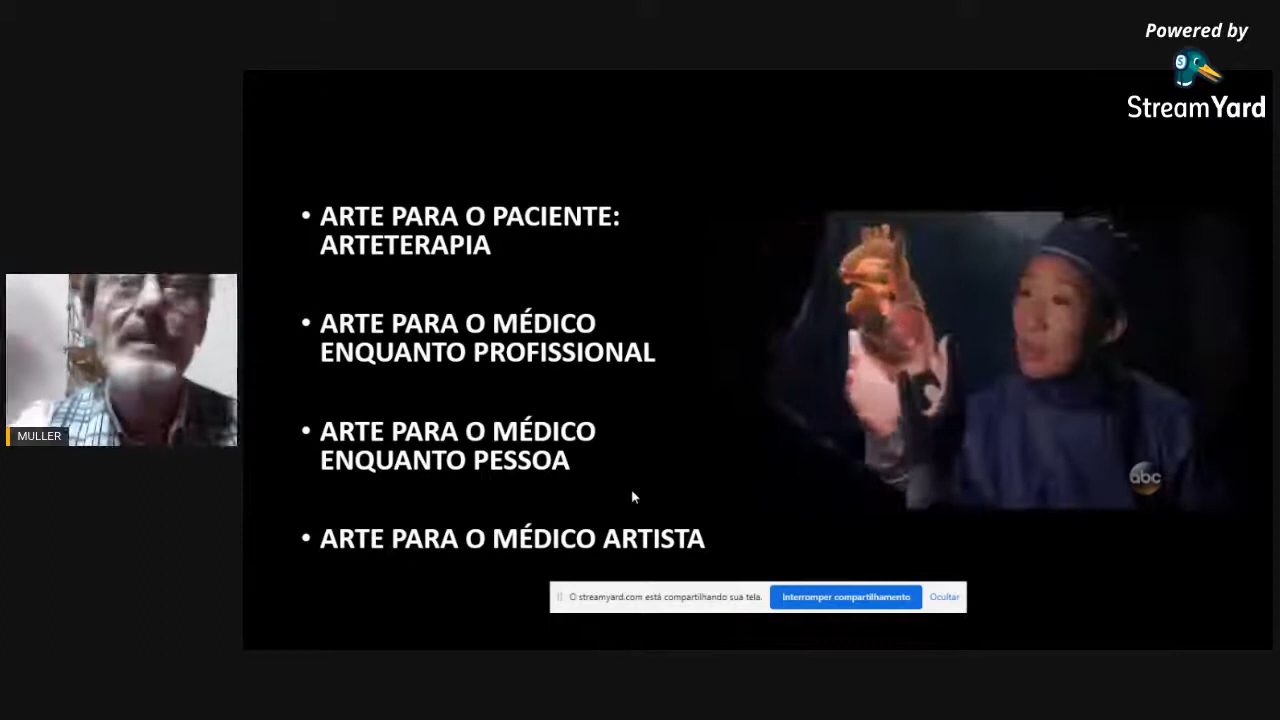 Powered by
StreamYard
• ARTE PARA O PACIENTE:
ARTETERAPIA
• ARTE PARA O MÉDICO
ENQUANTO PROFISSIONAL
• ARTE PARA O MÉDICO
ENQUANTO PESSOA
• ARTE PARA O MÉDICO ARTISTA
abc
MULLER
O streamyard.com está compartilhando sua tela. Interromper compartilhamento Ocultar